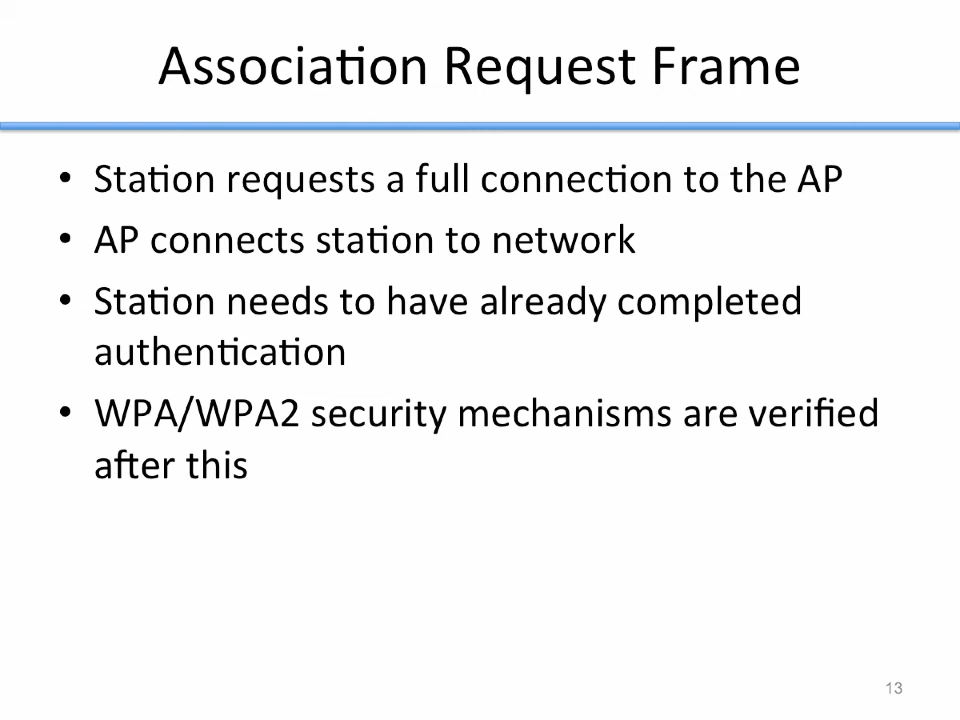 Association Request Frame
• Station requests a full connection to the AP
• AP connects station to network
• Station needs to have already completed
authentication
• WPA/WPA2 security mechanisms are verified
after this
13